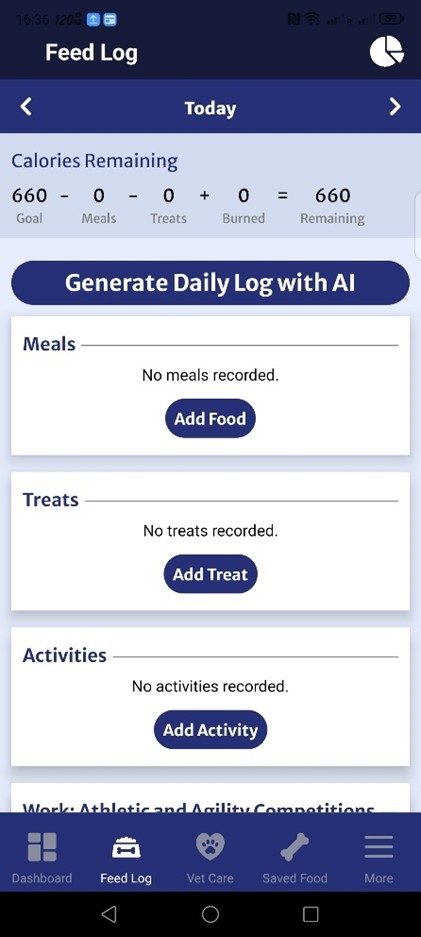 16:36
Feed Log
Today
Calories Remaining
660 - 0 - 0 + 0 = 660
Goal Meals Treats Burned Remaining
Generate Daily Log with AI
Meals
No meals recorded.
Add Food
Treats
No treats recorded.
Add Treat
Activities
No activities recorded.
Add Activity
Work: Athletic and Agility Competitions
Dashboard Feed Log Vet Care Saved Food More